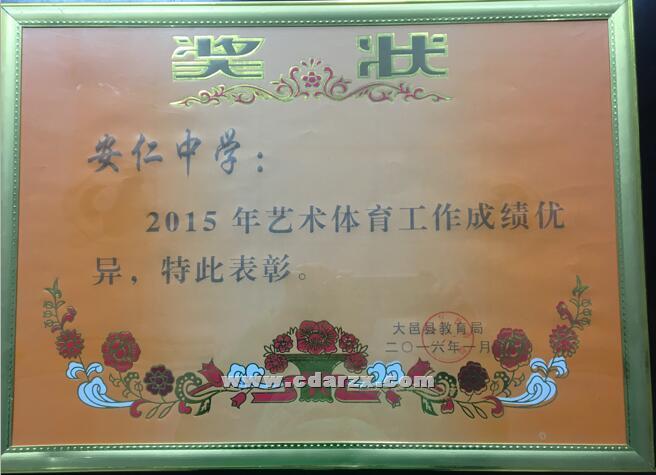 奖状
安仁中学：
2015 年艺术体育工作成绩优
异，特此表彰。
大邑县教育局
二〇一六年一月
www.cdarzx.com